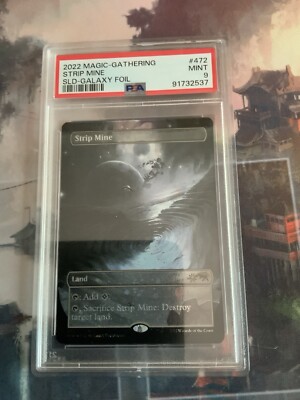 2022 MAGIC-GATHERING #472
STRIP MINE MINT
SLD-GALAXY FOIL 9
PSA 91732537
Strip Mine
Land
: Add
, Sacrifice Strip Mine: Destroy
target land.